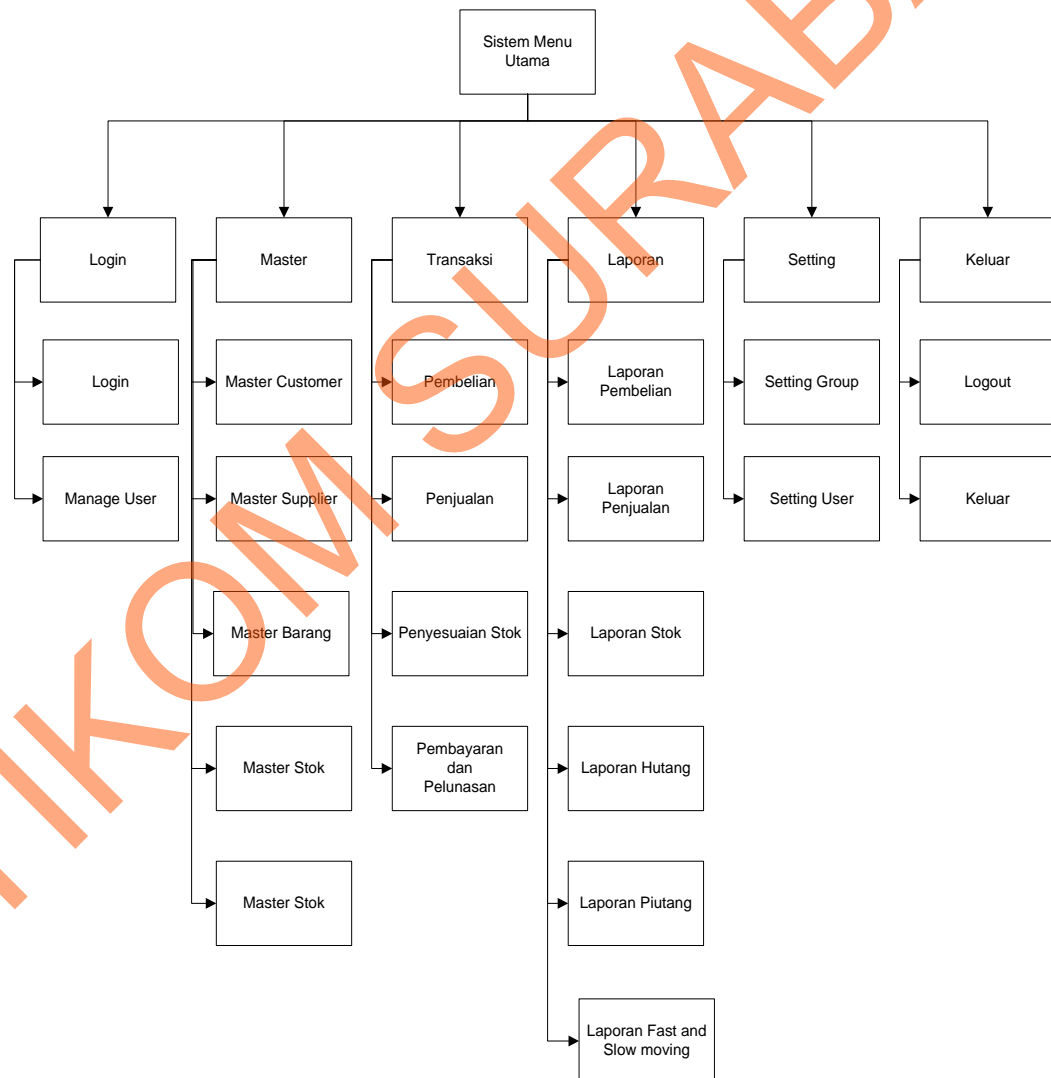 Sistem Menu
Utama
Login
Master
Transaksi
Laporan
Setting
Keluar
Login
Master Customer
Pembelian
Laporan
Pembelian
Setting Group
Logout
Manage User
Master Supplier
Penjualan
Laporan
Penjualan
Setting User
Keluar
Master Barang
Penyesuaian Stok
Laporan Stok
Master Stok
Pembayaran
dan
Pelunasan
Laporan Hutang
Master Stok
Laporan Piutang
Laporan Fast and
Slow moving
TIKOM SURABA